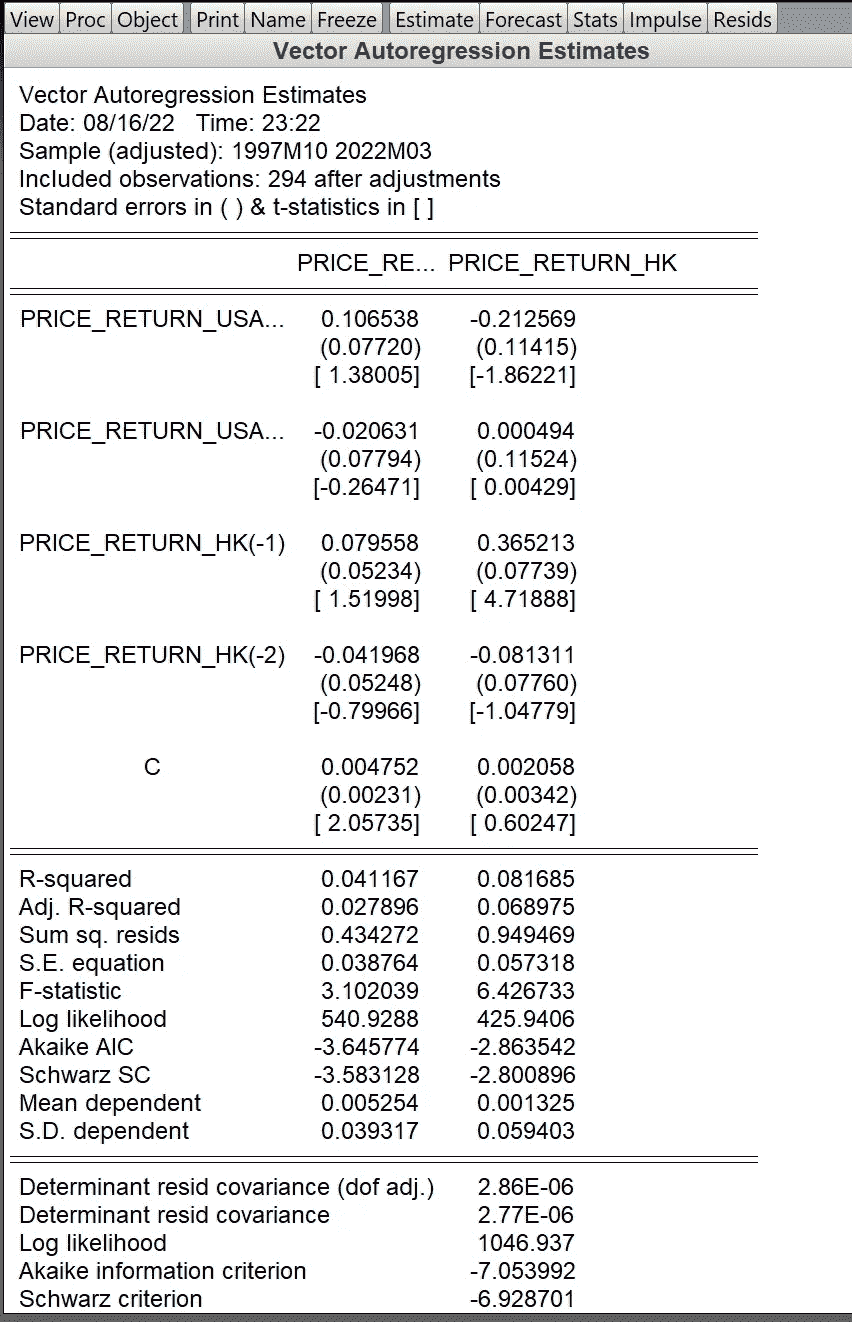 View Proc Object Print Name Freeze Estimate Forecast Stats Impulse Resids
Vector Autoregression Estimates
Vector Autoregression Estimates
Date: 08/16/22 Time: 23:22
Sample (adjusted): 1997M10 2022M03
Included observations: 294 after adjustments
Standard errors in ( ) & t-statistics in [ ]
PRICE_RE... PRICE_RETURN_HK
PRICE_RETURN_USA... 0.106538 -0.212569
(0.07720) (0.11415)
[ 1.38005] [-1.86221]
PRICE_RETURN_USA... -0.020631 0.000494
(0.07794) (0.11524)
[-0.26471] [ 0.00429]
PRICE_RETURN_HK(-1) 0.079558 0.365213
(0.05234) (0.07739)
[ 1.51998] [ 4.71888]
PRICE_RETURN_HK(-2) -0.041968 -0.081311
(0.05248) (0.07760)
[-0.79966] [-1.04779]
C 0.004752 0.002058
(0.00231) (0.00342)
[ 2.05735] [ 0.60247]
R-squared 0.041167 0.081685
Adj. R-squared 0.027896 0.068975
Sum sq. resids 0.434272 0.949469
S.E. equation 0.038764 0.057318
F-statistic 3.102039 6.426733
Log likelihood 540.9288 425.9406
Akaike AIC -3.645774 -2.863542
Schwarz SC -3.583128 -2.800896
Mean dependent 0.005254 0.001325
S.D. dependent 0.039317 0.059403
Determinant resid covariance (dof adj.) 2.86E-06
Determinant resid covariance 2.77E-06
Log likelihood 1046.937
Akaike information criterion -7.053992
Schwarz criterion -6.928701